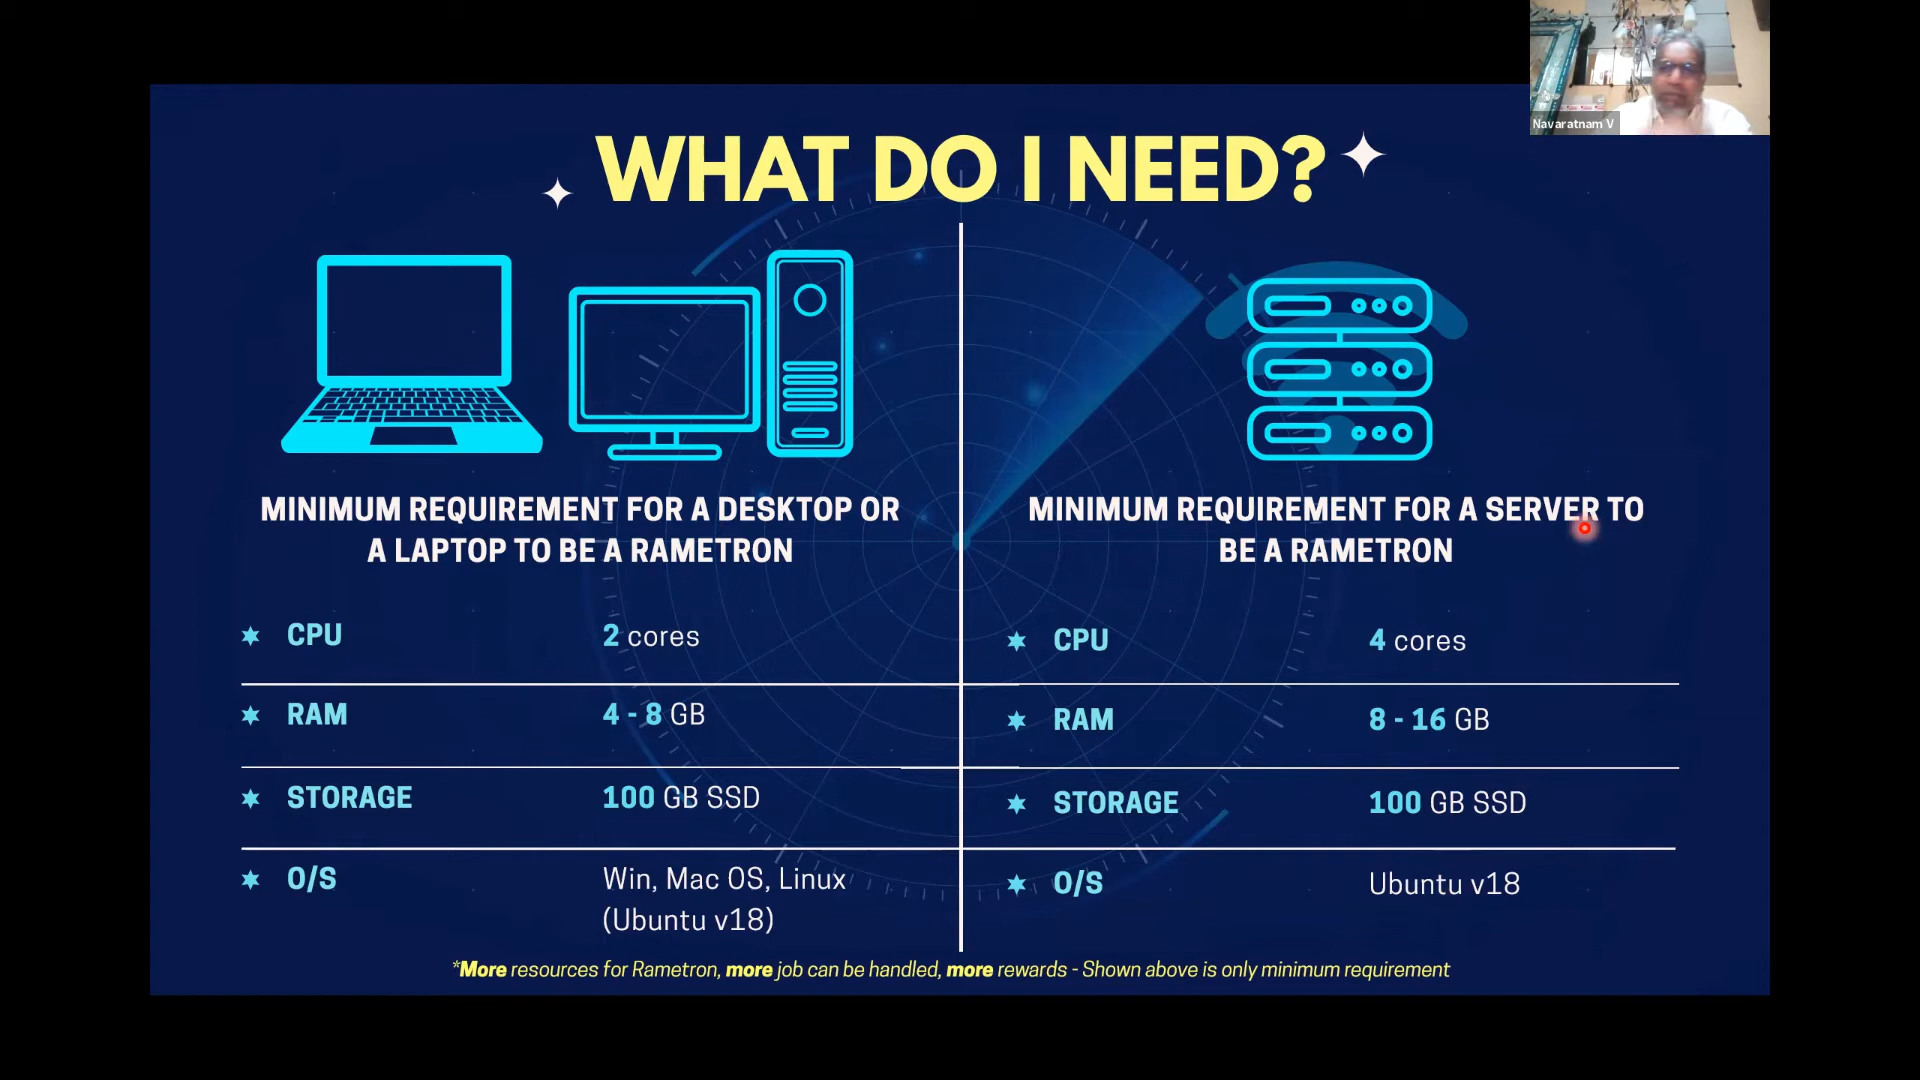 Navaratnam V
WHAT DO I NEED?
MINIMUM REQUIREMENT FOR A DESKTOP OR
A LAPTOP TO BE A RAMETRON
CPU 2 cores
RAM 4 - 8 GB
STORAGE 100 GB SSD
O/S Win, Mac OS, Linux
(Ubuntu v18)
MINIMUM REQUIREMENT FOR A SERVER TO
BE A RAMETRON
CPU 4 cores
RAM 8 - 16 GB
STORAGE 100 GB SSD
O/S Ubuntu v18
*More resources for Rametron, more job can be handled, more rewards - Shown above is only minimum requirement